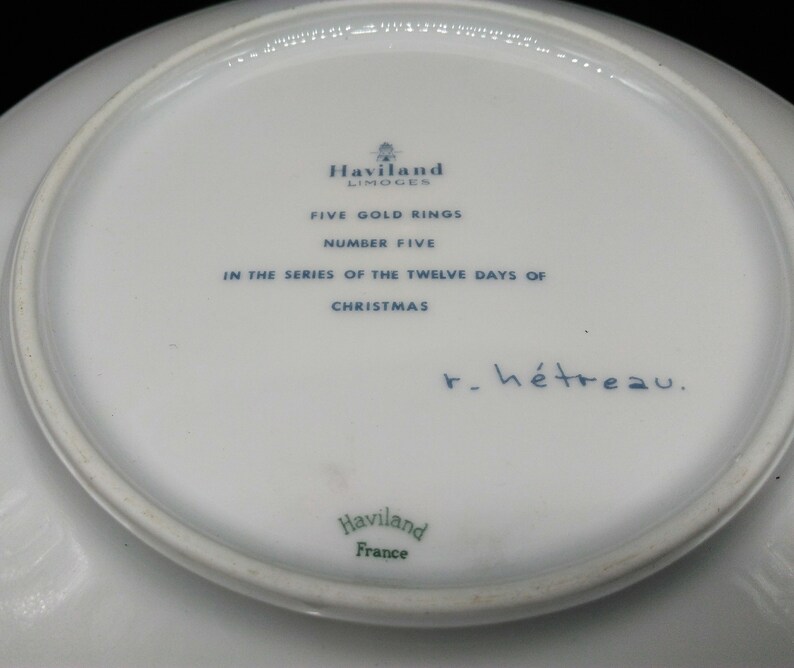 Haviland
LIMOGES
FIVE GOLD RINGS
NUMBER FIVE
IN THE SERIES OF THE TWELVE DAYS OF
CHRISTMAS
r. hétreau.
Haviland
France